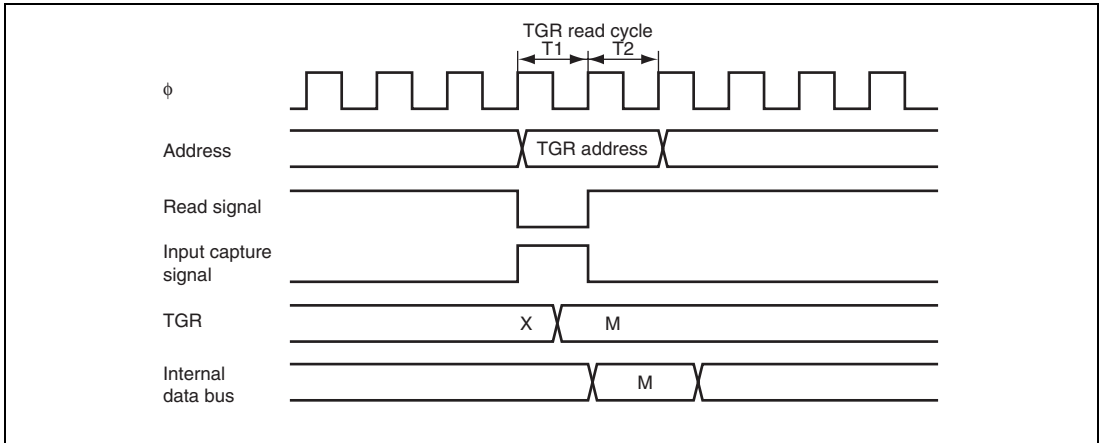 TGR read cycle
T1 T2
ϕ
Address
TGR address
Read signal
Input capture
signal
TGR
X M
Internal
data bus
M